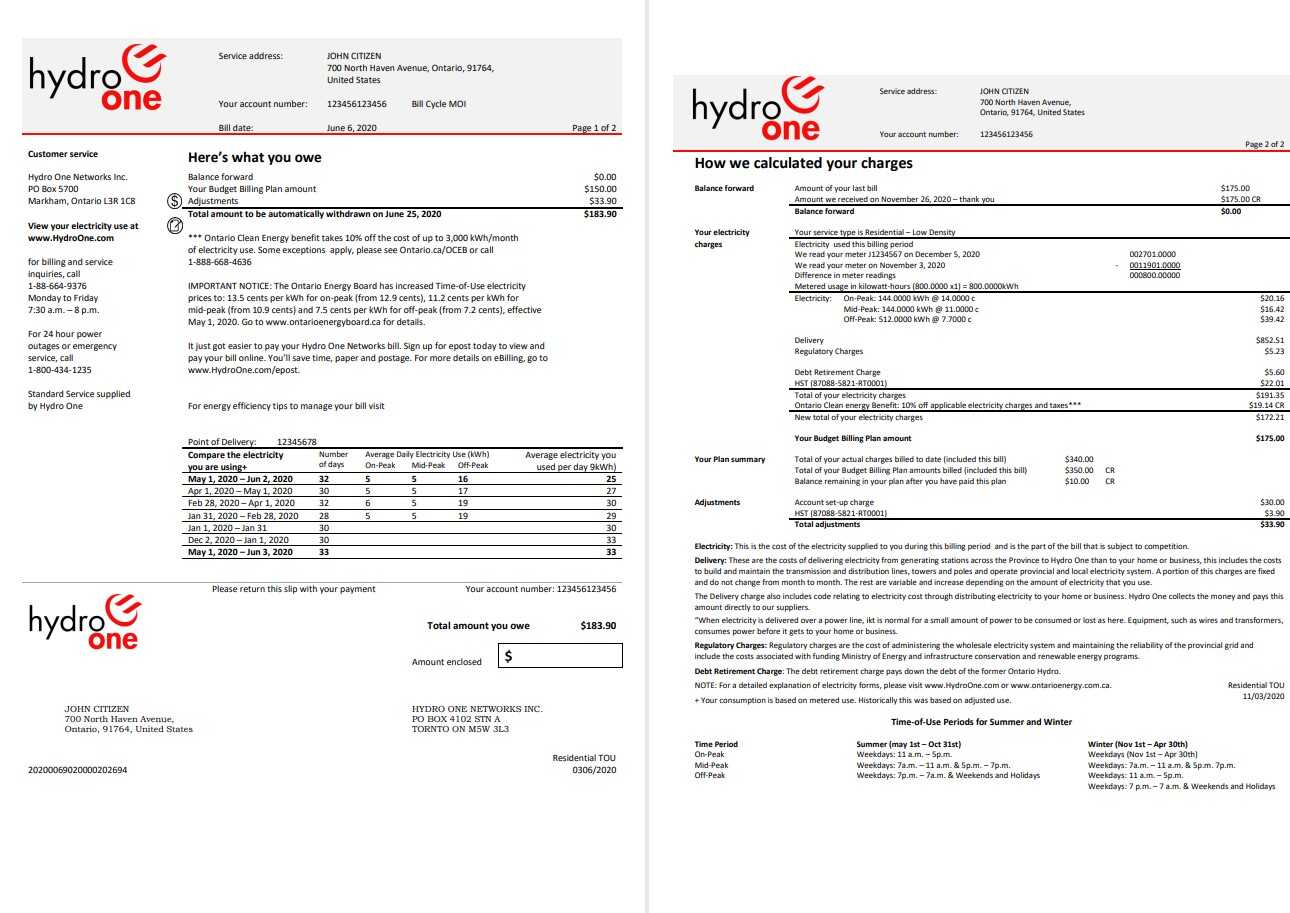 hydro one
Service address: JOHN CITIZEN
700 North Haven Avenue, Ontario, 91764,
United States
Your account number: 123456123456 Bill Cycle MOI
Bill date: June 6, 2020 Page 1 of 2
Customer service
Hydro One Networks Inc.
PO Box 5700
Markham, Ontario L3R 1C8
View your electricity use at
www.HydroOne.com
for billing and service
inquiries, call
1-88-664-9376
Monday to Friday
7:30 a.m. – 8 p.m.
For 24 hour power
outages or emergency
service, call
1-800-434-1235
Standard Service supplied
by Hydro One
Here's what you owe
Balance forward $0.00
Your Budget Billing Plan amount $150.00
$ Adjustments $33.90
Total amount to be automatically withdrawn on June 25, 2020 $183.90
*** Ontario Clean Energy benefit takes 10% off the cost of up to 3,000 kWh/month
of electricity use. Some exceptions apply, please see Ontario.ca/OCEB or call
1-888-668-4636
IMPORTANT NOTICE: The Ontario Energy Board has increased Time-of-Use electricity
prices to: 13.5 cents per kWh for on-peak (from 12.9 cents), 11.2 cents per kWh for
mid-peak (from 10.9 cents) and 7.5 cents per kWh for off-peak (from 7.2 cents), effective
May 1, 2020. Go to www.ontarioenergyboard.ca for details.
It just got easier to pay your Hydro One Networks bill. Sign up for epost today to view and
pay your bill online. You'll save time, paper and postage. For more details on eBilling, go to
www.HydroOne.com/epost.
For energy efficiency tips to manage your bill visit
Point of Delivery: 12345678
Compare the electricity Number Average Daily Electricity Use (kWh) Average electricity you
you are using+ of days On-Peak Mid-Peak Off-Peak used per day 9kWh)
May 1, 2020 – Jun 2, 2020 32 5 5 16 25
Apr 1, 2020 – May 1, 2020 30 5 5 17 27
Feb 28, 2020 – Apr 1, 2020 32 6 5 19 30
Jan 31, 2020 – Feb 28, 2020 28 5 5 19 29
Jan 1, 2020 – Jan 31 30 30
Dec 2, 2020 – Jan 1, 2020 30 33
May 1, 2020 – Jun 3, 2020 33 33
Please return this slip with your payment Your account number: 123456123456
hydro one
Total amount you owe $183.90
Amount enclosed $
JOHN CITIZEN
700 North Haven Avenue,
Ontario, 91764, United States
HYDRO ONE NETWORKS INC.
PO BOX 4102 STN A
TORNTO ON M5W 3L3
Residential TOU
20200069020000202694 0306/2020
hydro one
Service address: JOHN CITIZEN
700 North Haven Avenue,
Ontario, 91764, United States
Your account number: 123456123456
Page 2 of 2
How we calculated your charges
Balance forward Amount of your last bill $175.00
Amount we received on November 26, 2020 – thank you $175.00 CR
Balance forward $0.00
Your electricity Your service type is Residential – Low Density
charges Electricity used this billing period
We read your meter J1234567 on December 5, 2020 002701.0000
We read your meter on November 3, 2020 - 0011901.0000
Difference in meter readings 000800.00000
Metered usage in kilowatt-hours (800.0000 x1) = 800.0000kWh
Electricity: On-Peak: 144.0000 kWh @ 14.0000 c $20.16
Mid-Peak: 144.0000 kWh @ 11.0000 c $16.42
Off-Peak: 512.0000 kWh @ 7.7000 c $39.42
Delivery $852.51
Regulatory Charges $5.23
Debt Retirement Charge $5.60
HST (87088-5821-RT0001) $22.01
Total of your electricity charges $191.35
Ontario Clean energy Benefit: 10% off applicable electricity charges and taxes*** $19.14 CR
New total of your electricity charges $172.21
Your Budget Billing Plan amount $175.00
Your Plan summary Total of your actual charges billed to date (included this bill) $340.00
Total of your Budget Billing Plan amounts billed (included this bill) $350.00 CR
Balance remaining in your plan after you have paid this plan $10.00 CR
Adjustments Account set-up charge $30.00
HST (87088-5821-RT0001) $3.90
Total adjustments $33.90
Electricity: This is the cost of the electricity supplied to you during this billing period and is the part of the bill that is subject to competition.
Delivery: These are the costs of delivering electricity from generating stations across the Province to Hydro One than to your home or business, this includes the costs
to build and maintain the transmission and distribution lines, towers and poles and operate provincial and local electricity system. A portion of this charges are fixed
and do not change from month to month. The rest are variable and increase depending on the amount of electricity that you use.
The Delivery charge also includes code relating to electricity cost through distributing electricity to your home or business. Hydro One collects the money and pays this
amount directly to our suppliers.
"When electricity is delivered over a power line, ikt is normal for a small amount of power to be consumed or lost as here. Equipment, such as wires and transformers,
consumes power before it gets to your home or business.
Regulatory Charges: Regulatory charges are the cost of administering the wholesale electricity system and maintaining the reliability of the provincial grid and
include the costs associated with funding Ministry of Energy and infrastructure conservation and renewable energy programs.
Debt Retirement Charge: The debt retirement charge pays down the debt of the former Ontario Hydro.
NOTE: For a detailed explanation of electricity forms, please visit www.HydroOne.com or www.ontarioenergy.com.ca. Residential TOU
11/03/2020
+ Your consumption is based on metered use. Historically this was based on adjusted use.
Time-of-Use Periods for Summer and Winter
Time Period Summer (may 1st – Oct 31st) Winter (Nov 1st – Apr 30th)
On-Peak Weekdays: 11 a.m. – 5p.m. Weekdays (Nov 1st – Apr 30th)
Mid-Peak Weekdays: 7a.m. – 11 a.m. & 5p.m. – 7p.m. Weekdays: 7a.m. – 11 a.m. & 5p.m. 7p.m.
Off-Peak Weekdays: 7p.m. – 7a.m. & Weekends and Holidays Weekdays: 11 a.m. – 5p.m.
Weekdays: 7 p.m. – 7 a.m. & Weekends and Holidays